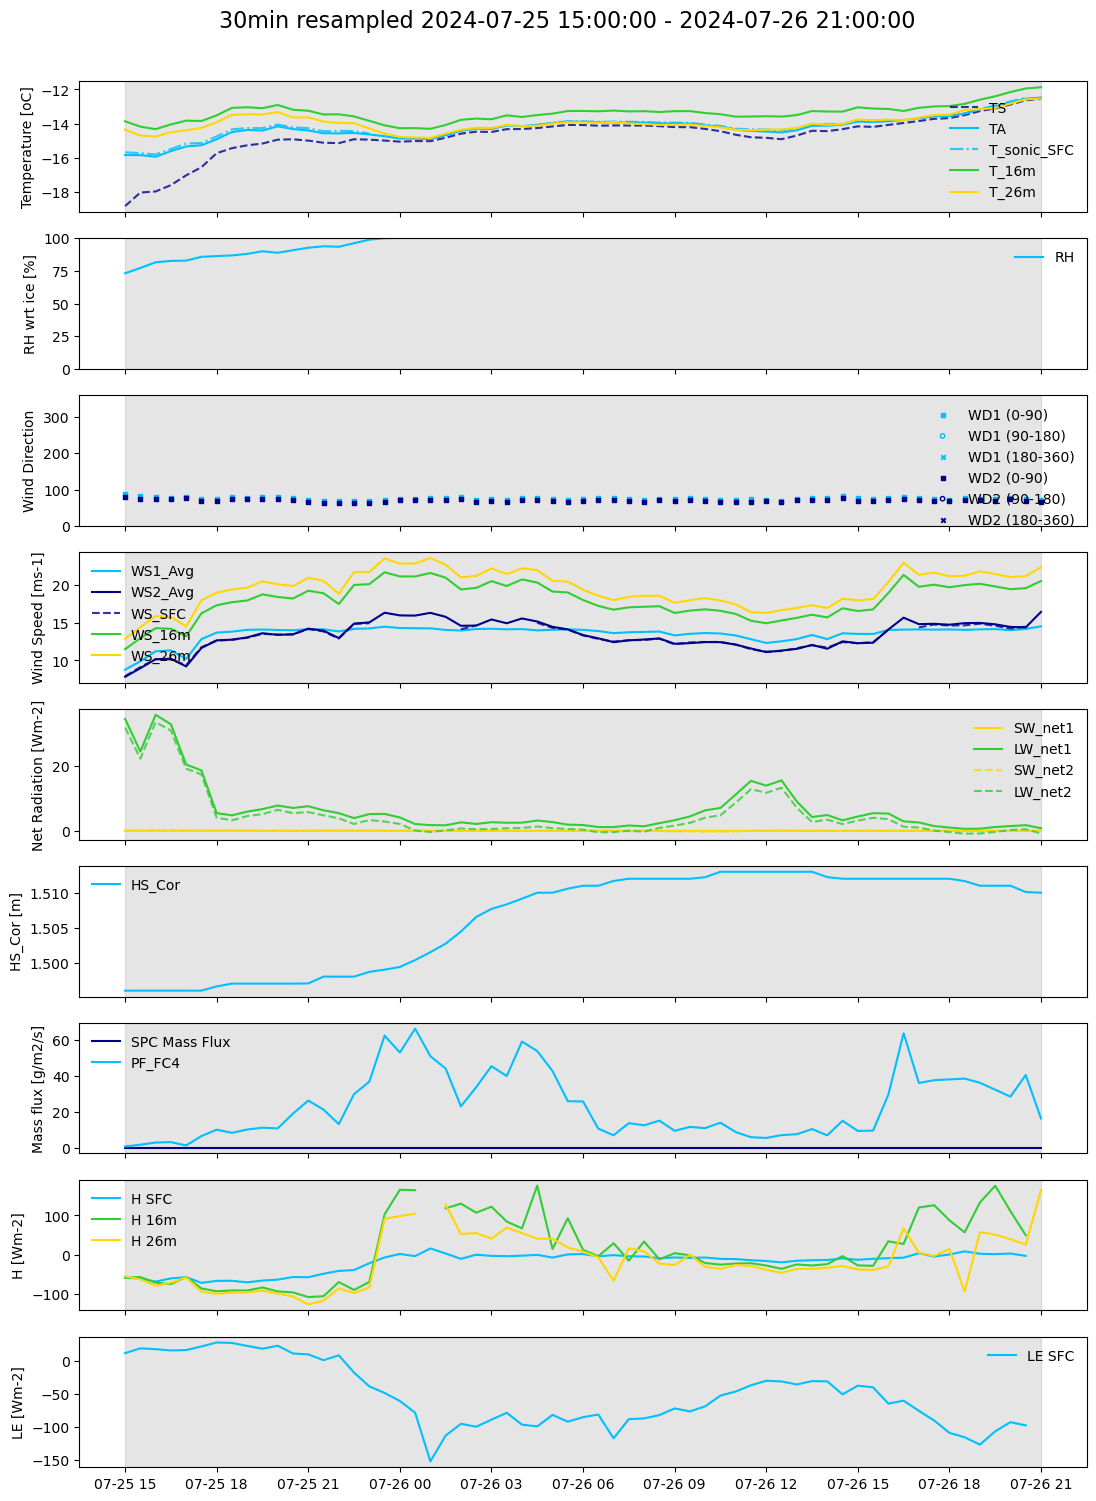 30min resampled 2024-07-25 15:00:00 - 2024-07-26 21:00:00
Temperature [oC]
−12
−14
−16
−18
TS
TA
T_sonic_SFC
T_16m
T_26m
RH wrt ice [%]
100
75
50
25
0
RH
Wind Direction
300
200
100
0
WD1 (0-90)
WD1 (90-180)
WD1 (180-360)
WD2 (0-90)
WD2 (90-180)
WD2 (180-360)
Wind Speed [ms-1]
20
15
10
WS1_Avg
WS2_Avg
WS_SFC
WS_16m
WS_26m
Net Radiation [Wm-2]
20
0
SW_net1
LW_net1
SW_net2
LW_net2
HS_Cor [m]
1.510
1.505
1.500
HS_Cor
Mass flux [g/m2/s]
60
40
20
0
SPC Mass Flux
PF_FC4
H [Wm-2]
100
0
−100
H SFC
H 16m
H 26m
LE [Wm-2]
0
−50
−100
−150
LE SFC
07-25 15 07-25 18 07-25 21 07-26 00 07-26 03 07-26 06 07-26 09 07-26 12 07-26 15 07-26 18 07-26 21